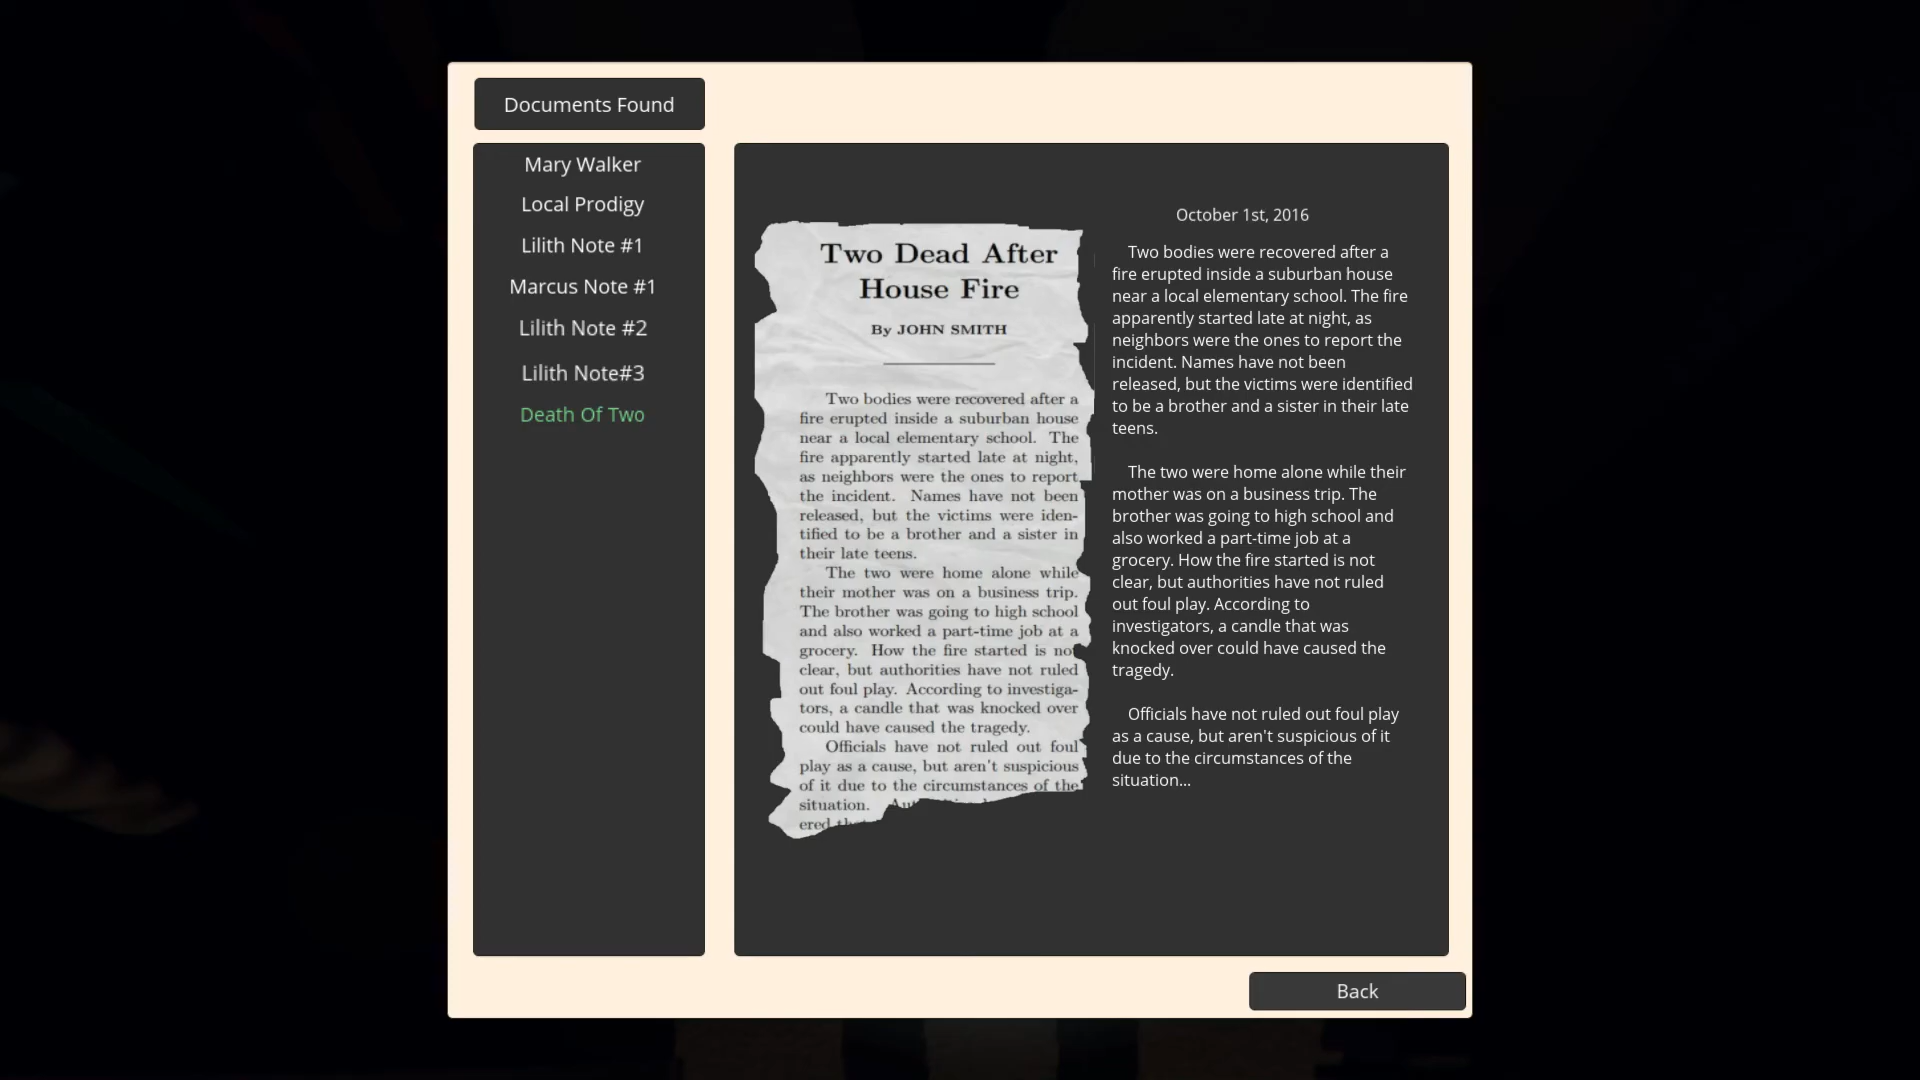 Documents Found
Mary Walker
Local Prodigy
Lilith Note #1
Marcus Note #1
Lilith Note #2
Lilith Note#3
Death Of Two
Two Dead After
House Fire
By JOHN SMITH
Two bodies were recovered after a
fire erupted inside a suburban house
near a local elementary school. The
fire apparently started late at night,
as neighbors were the ones to report
the incident. Names have not been
released, but the victims were iden-
tified to be a brother and a sister in
their late teens.
The two were home alone while
their mother was on a business trip.
The brother was going to high school
and also worked a part-time job at a
grocery. How the fire started is not
clear, but authorities have not ruled
out foul play. According to investiga-
tors, a candle that was knocked over
could have caused the tragedy.
Officials have not ruled out foul
play as a cause, but aren't suspicious
of it due to the circumstances of the
situation.
ered
October 1st, 2016
Two bodies were recovered after a
fire erupted inside a suburban house
near a local elementary school. The fire
apparently started late at night, as
neighbors were the ones to report the
incident. Names have not been
released, but the victims were identified
to be a brother and a sister in their late
teens.
The two were home alone while their
mother was on a business trip. The
brother was going to high school and
also worked a part-time job at a
grocery. How the fire started is not
clear, but authorities have not ruled
out foul play. According to
investigators, a candle that was
knocked over could have caused the
tragedy.
Officials have not ruled out foul play
as a cause, but aren't suspicious of it
due to the circumstances of the
situation...
Back